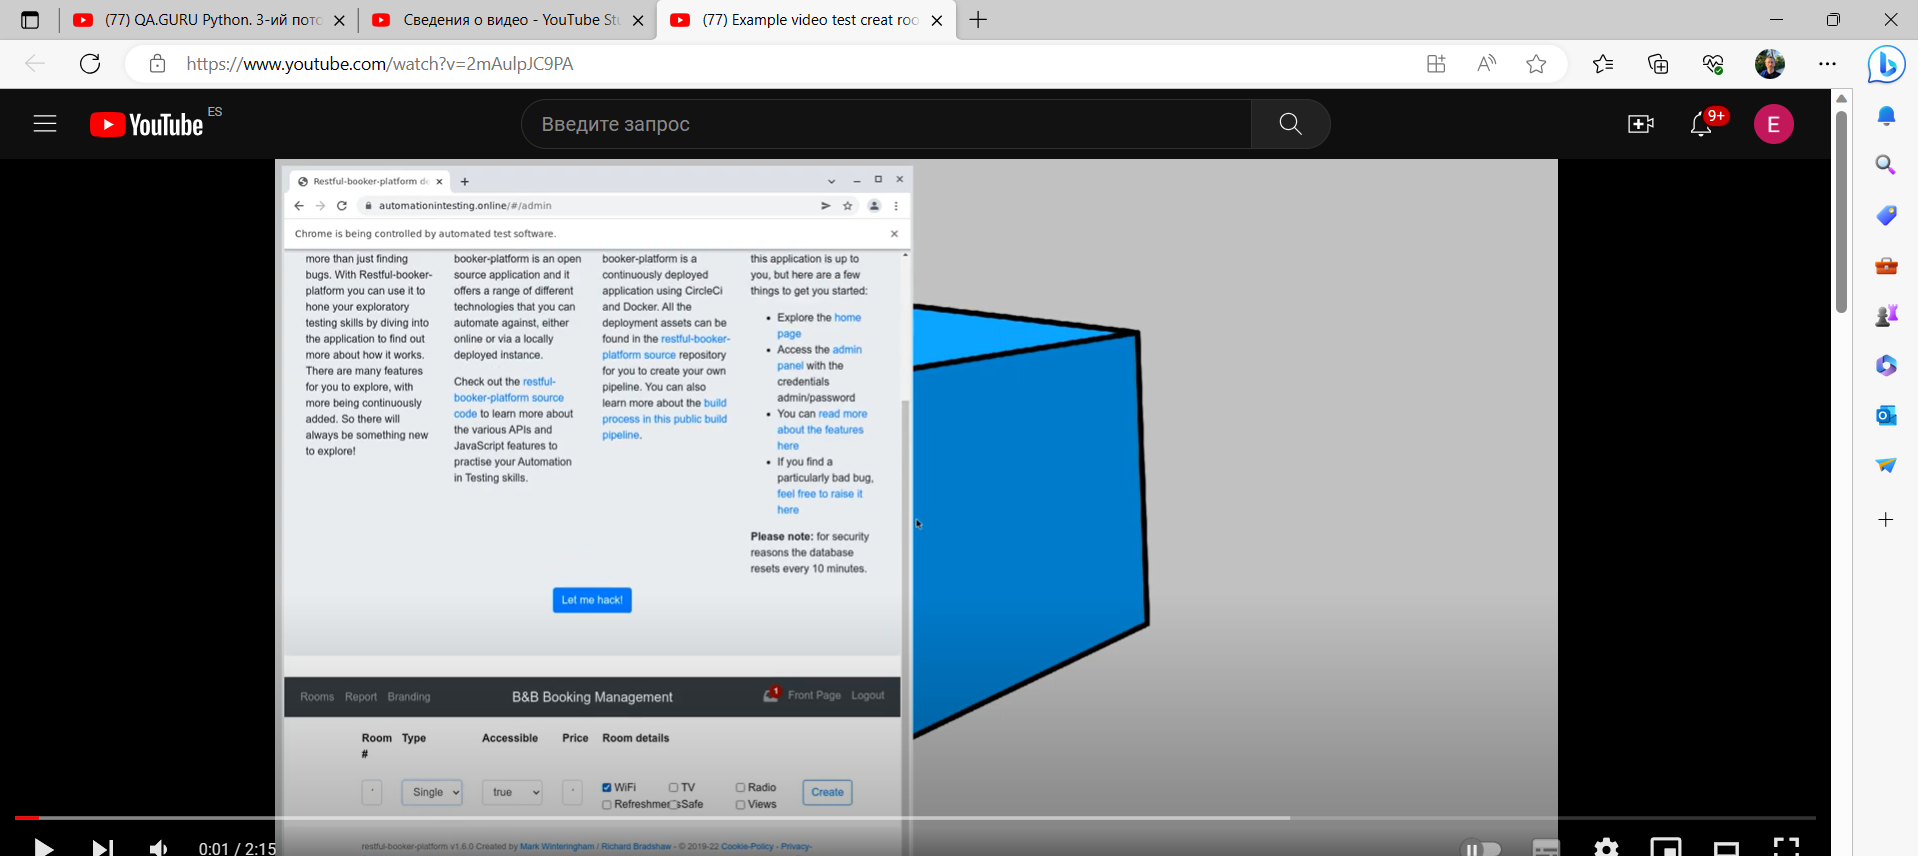 (77) QA.GURU Python. 3-ий пото
Сведения о видео - YouTube Stu
(77) Example video test creat roo
https://www.youtube.com/watch?v=2mAulpJC9PA
YouTube
ES
Введите запрос
9+
E
Restful-booker-platform de
automationintesting.online/#/admin
Chrome is being controlled by automated test software.
more than just finding
bugs. With Restful-booker-
platform you can use it to
hone your exploratory
testing skills by diving into
the application to find out
more about how it works.
There are many features
for you to explore, with
more being continuously
added. So there will
always be something new
to explore!
booker-platform is an open
source application and it
offers a range of different
technologies that you can
automate against, either
online or via a locally
deployed instance.
Check out the restful-
booker-platform source
code to learn more about
the various APIs and
JavaScript features to
practise your Automation
in Testing skills.
booker-platform is a
continuously deployed
application using CircleCi
and Docker. All the
deployment assets can be
found in the restful-booker-
platform source repository
for you to create your own
pipeline. You can also
learn more about the build
process in this public build
pipeline.
this application is up to
you, but here are a few
things to get you started:
• Explore the home
page
• Access the admin
panel with the
credentials
admin/password
• You can read more
about the features
here
• If you find a
particularly bad bug,
feel free to raise it
here
Please note: for security
reasons the database
resets every 10 minutes.
Let me hack!
Rooms Report Branding
B&B Booking Management
1
Front Page Logout
Room Type Accessible Price Room details
#
Single true
WiFi TV Radio
Refreshments Safe Views
Create
restful-booker-platform v1.6.0 Created by Mark Winteringham / Richard Bradshaw - © 2019-22 Cookie-Policy - Privacy-
0:01 / 2:15